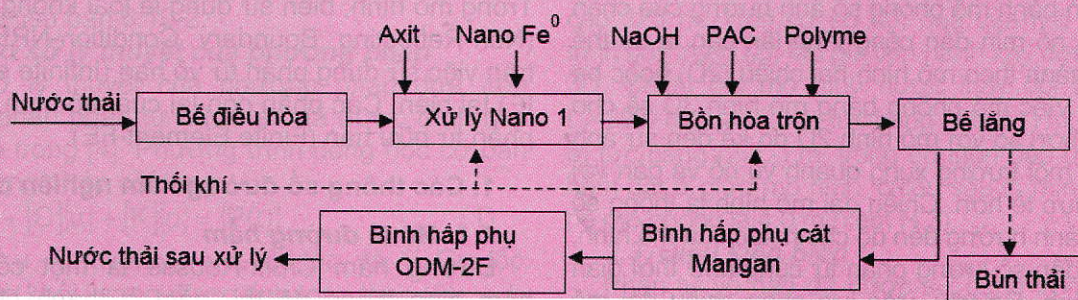 Axit Nano Fe⁰ NaOH PAC Polyme
Nước thải Bể điều hòa Xử lý Nano 1 Bồn hòa trộn Bể lắng
Thổi khí
Nước thải sau xử lý Bình hấp phụ ODM-2F Bình hấp phụ cát Mangan Bùn thải